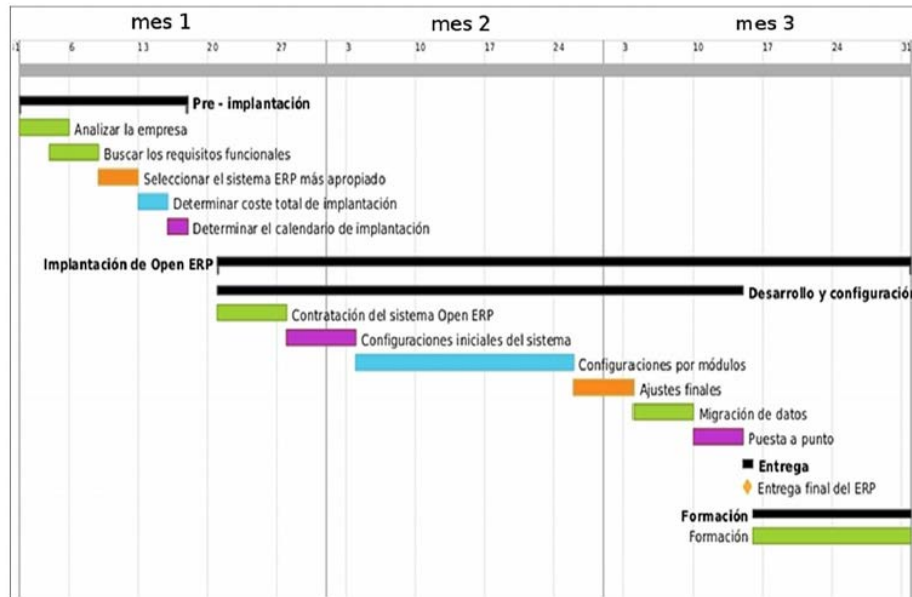 mes 1 mes 2 mes 3
6 13 20 27 3 10 17 24 3 10 17 24 31
Pre - implantación
Analizar la empresa
Buscar los requisitos funcionales
Seleccionar el sistema ERP más apropiado
Determinar coste total de implantación
Determinar el calendario de implantación
Implantación de Open ERP
Desarrollo y configuración
Contratación del sistema Open ERP
Configuraciones iniciales del sistema
Configuraciones por módulos
Ajustes finales
Migración de datos
Puesta a punto
Entrega
Entrega final del ERP
Formación
Formación